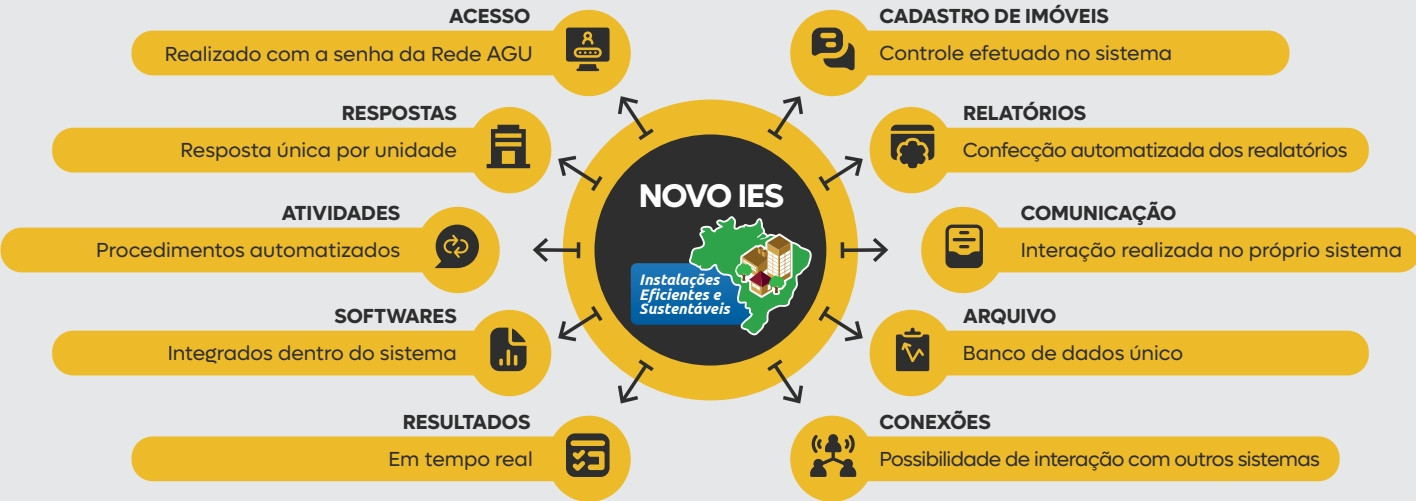 ACESSO
Realizado com a senha da Rede AGU
RESPOSTAS
Resposta única por unidade
ATIVIDADES
Procedimentos automatizados
SOFTWARES
Integrados dentro do sistema
RESULTADOS
Em tempo real
NOVO IES
Instalações
Eficientes e
Sustentáveis
CADASTRO DE IMÓVEIS
Controle efetuado no sistema
RELATÓRIOS
Confecção automatizada dos realatórios
COMUNICAÇÃO
Interação realizada no próprio sistema
ARQUIVO
Banco de dados único
CONEXÕES
Possibilidade de interação com outros sistemas